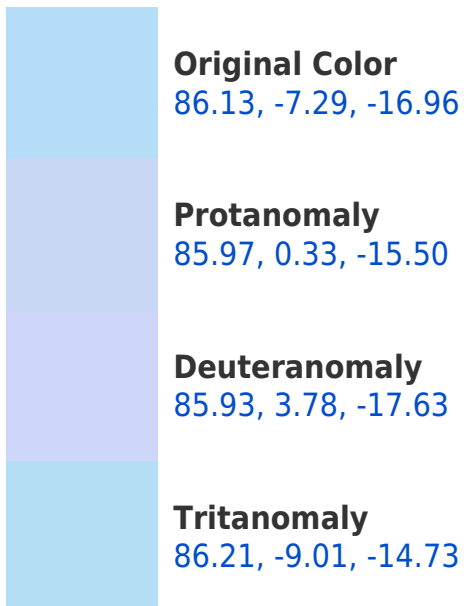 Original Color
86.13, -7.29, -16.96
Protanomaly
85.97, 0.33, -15.50
Deuteranomaly
85.93, 3.78, -17.63
Tritanomaly
86.21, -9.01, -14.73